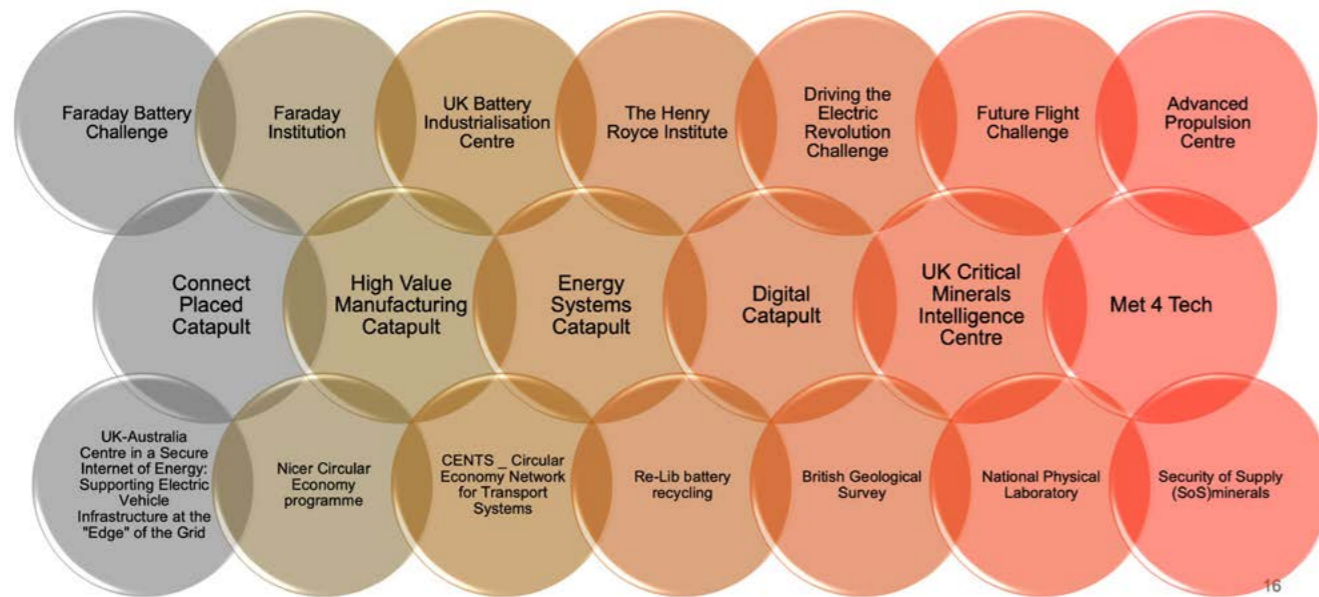 Faraday Battery
Challenge
Faraday
Institution
UK Battery
Industrialisation
Centre
The Henry
Royce Institute
Driving the
Electric
Revolution
Challenge
Future Flight
Challenge
Advanced
Propulsion
Centre
Connect
Placed
Catapult
High Value
Manufacturing
Catapult
Energy
Systems
Catapult
Digital
Catapult
UK Critical
Minerals
Intelligence
Centre
Met 4 Tech
UK-Australia
Centre in a Secure
Internet of Energy:
Supporting Electric
Vehicle
Infrastructure at the
"Edge" of the Grid
Nicer Circular
Economy
programme
CENTS _ Circular
Economy Network
for Transport
Systems
Re-Lib battery
recycling
British Geological
Survey
National Physical
Laboratory
Security of Supply
(SoS)minerals
16